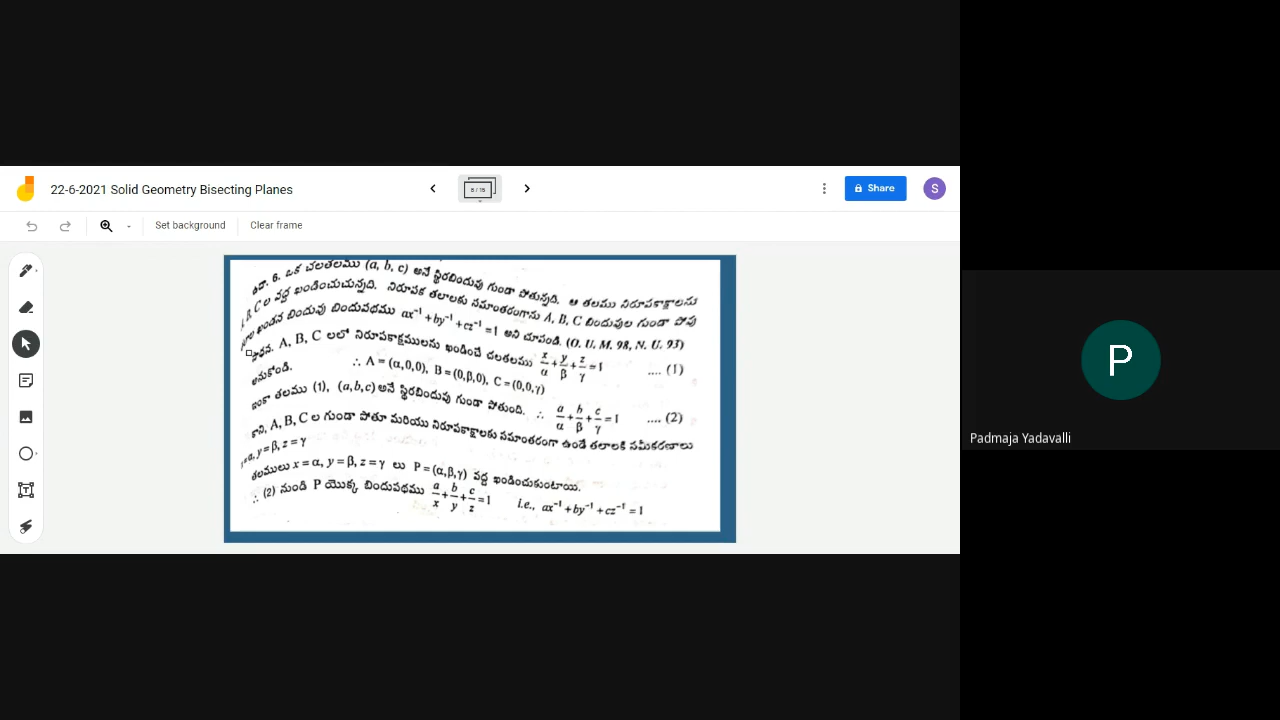 22-6-2021 Solid Geometry Bisecting Planes
8 / 15
Share
S
Set background
Clear frame
ఉదా. 6. ఒక చలతలము (a, b, c) అనే స్థిరబిందువు గుండా పోతున్నది. ఆ తలము నిరూపకాక్షాలను
A, B, C ల వద్ద ఖండించుచున్నది. నిరూపక తలాలకు సమాంతరంగాను A, B, C బిందువుల గుండా పోవు
ఖండన బిందువు బిందుపథము ax⁻¹ + by⁻¹ + cz⁻¹ = 1 అని చూపండి. (O. U. M. 98, N. U. 93)
సాధన. A, B, C లలో నిరూపకాక్షములను ఖండించే చలతలము x/α + y/β + z/γ = 1 .... (1)
అనుకోండి. ∴ A = (α,0,0), B = (0,β,0), C = (0,0,γ)
ఇంకా తలము (1), (a,b,c) అనే స్థిరబిందువు గుండా పోతుంది. ∴ a/α + b/β + c/γ = 1 .... (2)
కాని, A, B, C ల గుండా పోతూ మరియు నిరూపకాక్షాలకు సమాంతరంగా ఉండే తలాలకి సమీకరణాలు
x=α, y=β, z=γ
తలములు x=α, y=β, z=γ లు P=(α,β,γ) వద్ద ఖండించుకుంటాయి.
∴ (2) నుండి P యొక్క బిందుపథము a/x + b/y + c/z = 1 i.e., ax⁻¹ + by⁻¹ + cz⁻¹ = 1
P
Padmaja Yadavalli